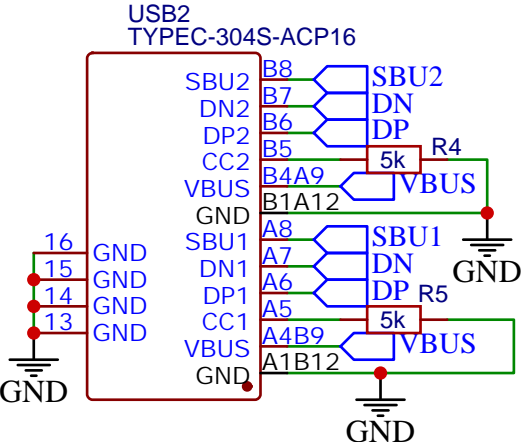 USB2
TYPEC-304S-ACP16
SBU2 B8 SBU2
DN2 B7 DN
DP2 B6 DP
CC2 B5 5k R4
VBUS B4A9 VBUS
GND B1A12
GND
SBU1 A8 SBU1
16 GND
DN1 A7 DN
15 GND
DP1 A6 DP
14 GND
CC1 A5 5k R5
13 GND
VBUS A4B9 VBUS
GND A1B12
GND
GND